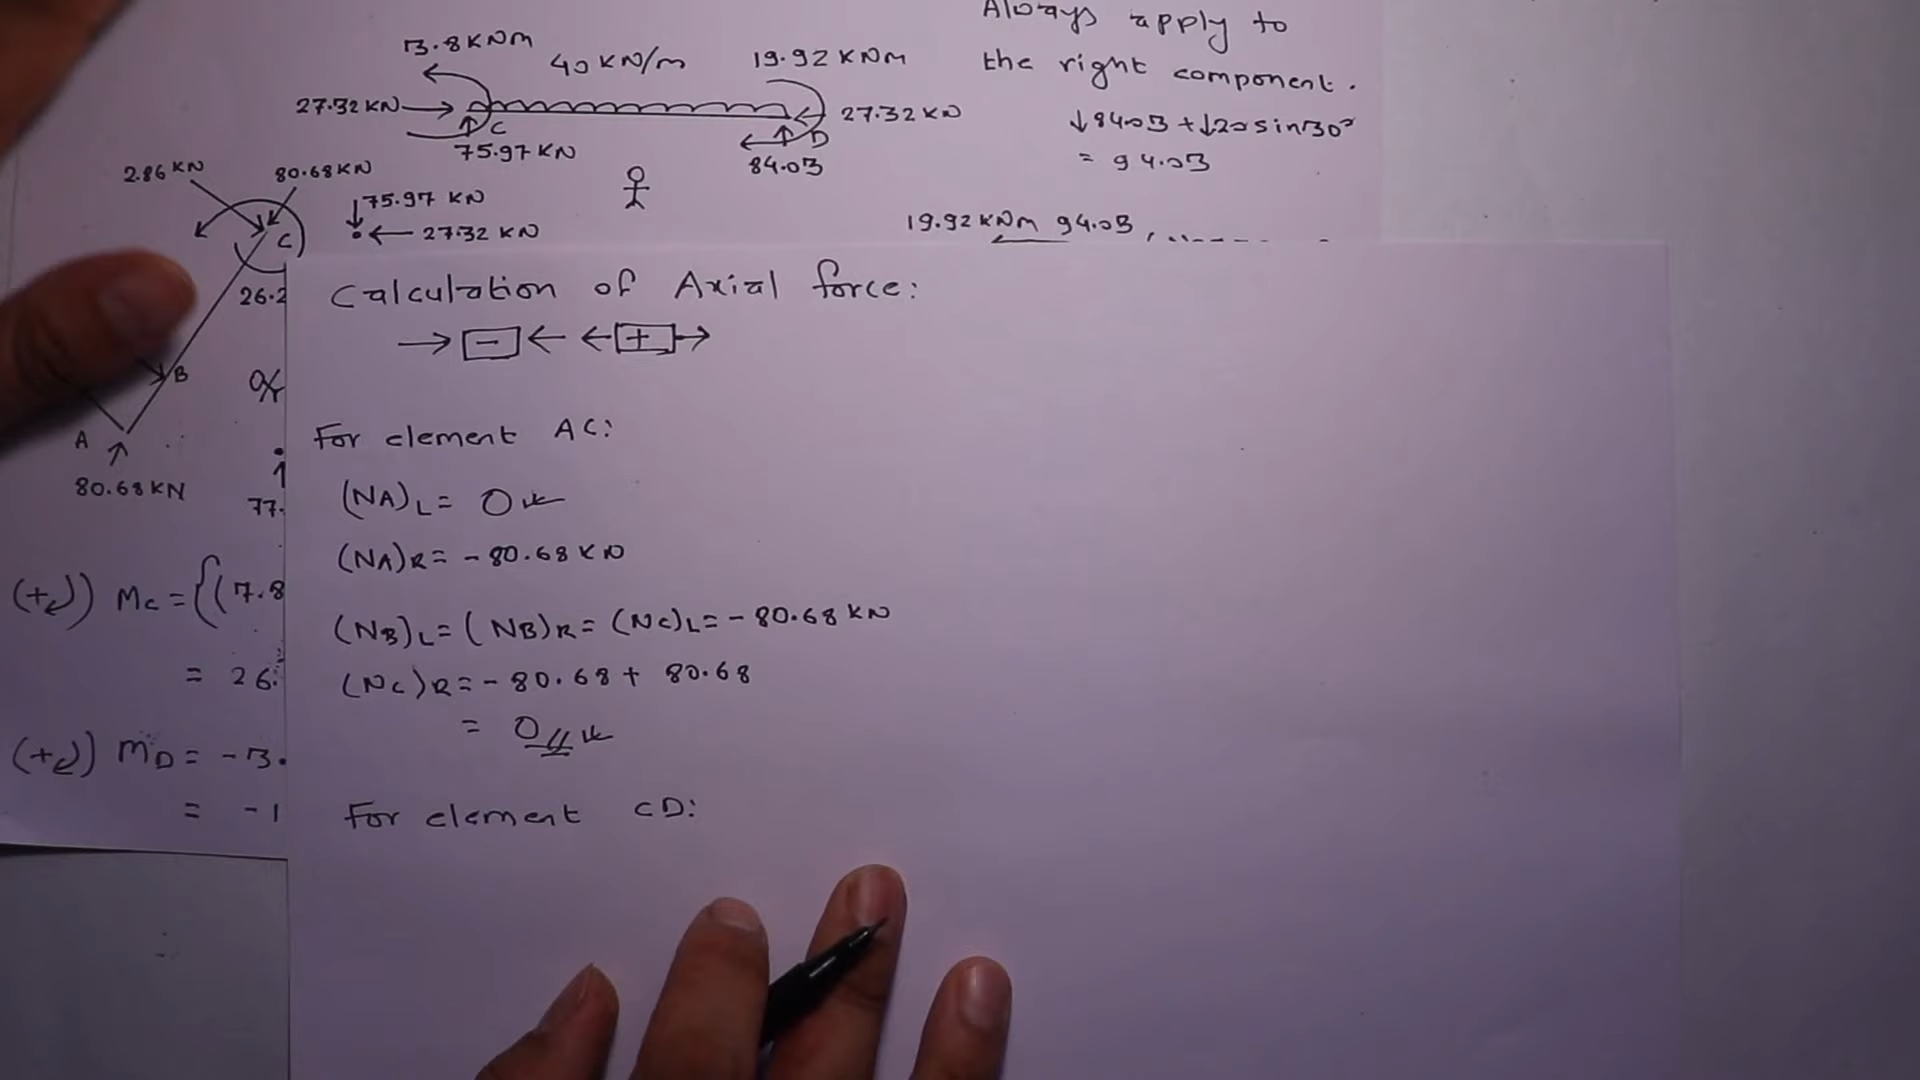 Always apply to
the right component.
↓84.03 + ↓20 sin30°
= 94.03
3.8 KNm
40 KN/m
19.92 KNm
27.32 KN
C
75.97 KN
D
27.32 KN
84.03
2.86 KN
80.68 KN
↓75.97 KN
← 27.32 KN
C
26.2
B
A
80.68 KN
77.
19.92 KNm 94.03
(+↙)) Mc = {(7.8
= 26.
(+↙)) MD = -3.
= -1
Calculation of Axial force:
→ [-] ← ← [+] →
For element AC:
(NA)L = 0
(NA)R = - 80.68 KN
(NB)L = (NB)R = (NC)L = - 80.68 KN
(NC)R = - 80.68 + 80.68
= 0
For element CD: